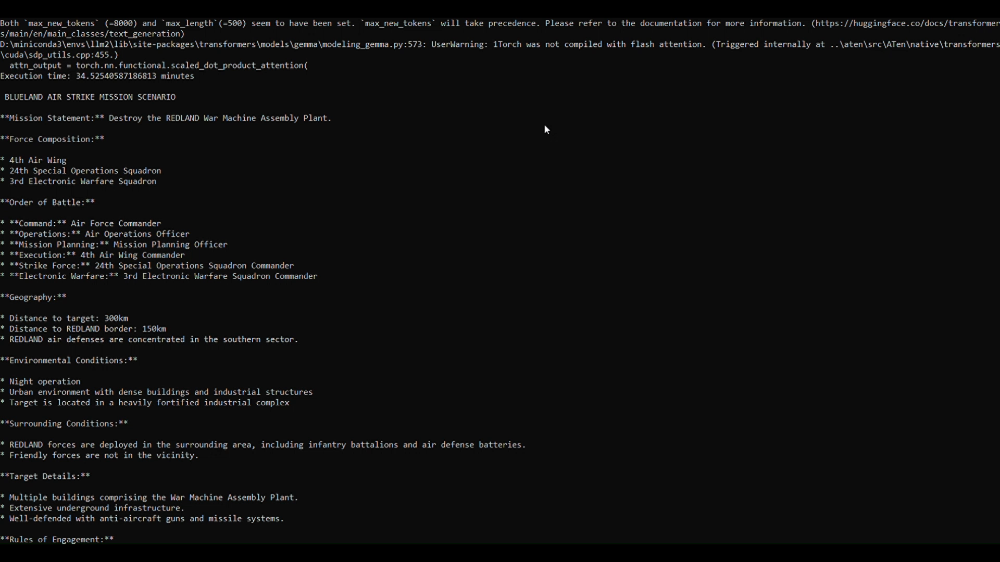 Both `max_new_tokens` (=8000) and `max_length`(=500) seem to have been set. `max_new_tokens` will take precedence. Please refer to the documentation for more information. (https://huggingface.co/docs/transformer
s/main/en/main_classes/text_generation)
D:\miniconda3\envs\llm2\lib\site-packages\transformers\models\gemma\modeling_gemma.py:573: UserWarning: 1Torch was not compiled with flash attention. (Triggered internally at ..\aten\src\ATen\native\transformers
\cuda\sdp_utils.cpp:455.)
  attn_output = torch.nn.functional.scaled_dot_product_attention(
Execution time: 34.52540587186813 minutes
 BLUELAND AIR STRIKE MISSION SCENARIO
**Mission Statement:** Destroy the REDLAND War Machine Assembly Plant.
**Force Composition:**
* 4th Air Wing
* 24th Special Operations Squadron
* 3rd Electronic Warfare Squadron
**Order of Battle:**
* **Command:** Air Force Commander
* **Operations:** Air Operations Officer
* **Mission Planning:** Mission Planning Officer
* **Execution:** 4th Air Wing Commander
* **Strike Force:** 24th Special Operations Squadron Commander
* **Electronic Warfare:** 3rd Electronic Warfare Squadron Commander
**Geography:**
* Distance to target: 300km
* Distance to REDLAND border: 150km
* REDLAND air defenses are concentrated in the southern sector.
**Environmental Conditions:**
* Night operation
* Urban environment with dense buildings and industrial structures
* Target is located in a heavily fortified industrial complex
**Surrounding Conditions:**
* REDLAND forces are deployed in the surrounding area, including infantry battalions and air defense batteries.
* Friendly forces are not in the vicinity.
**Target Details:**
* Multiple buildings comprising the War Machine Assembly Plant.
* Extensive underground infrastructure.
* Well-defended with anti-aircraft guns and missile systems.
**Rules of Engagement:**